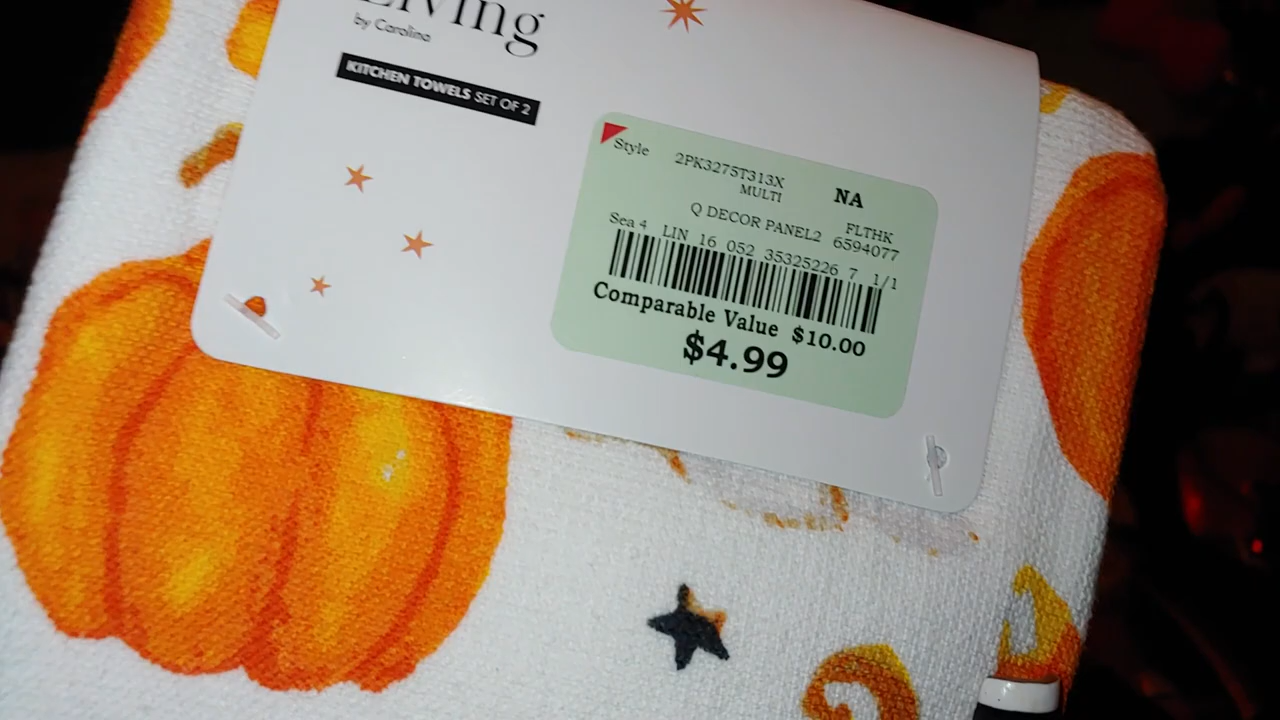 Living
by Carolina
KITCHEN TOWELS SET OF 2
Style 2PK3275T313X NA
MULTI
Q DECOR PANEL2 FLTHK
Sea 4 6594077
LIN 16 052 35325226 7 1/1
Comparable Value $10.00
$4.99